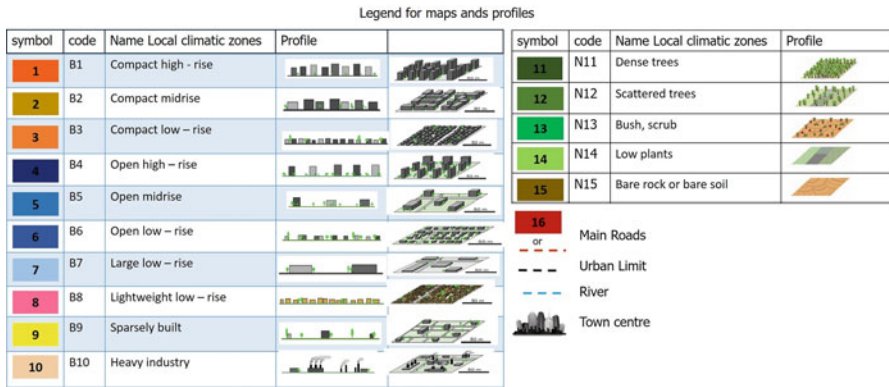 Legend for maps ands profiles
symbol code Name Local climatic zones Profile
1 B1 Compact high - rise
2 B2 Compact midrise
3 B3 Compact low – rise
4 B4 Open high – rise
5 B5 Open midrise
6 B6 Open low – rise
7 B7 Large low – rise
8 B8 Lightweight low – rise
9 B9 Sparsely built
10 B10 Heavy industry
symbol code Name Local climatic zones Profile
11 N11 Dense trees
12 N12 Scattered trees
13 N13 Bush, scrub
14 N14 Low plants
15 N15 Bare rock or bare soil
16
or
Main Roads
Urban Limit
River
Town centre